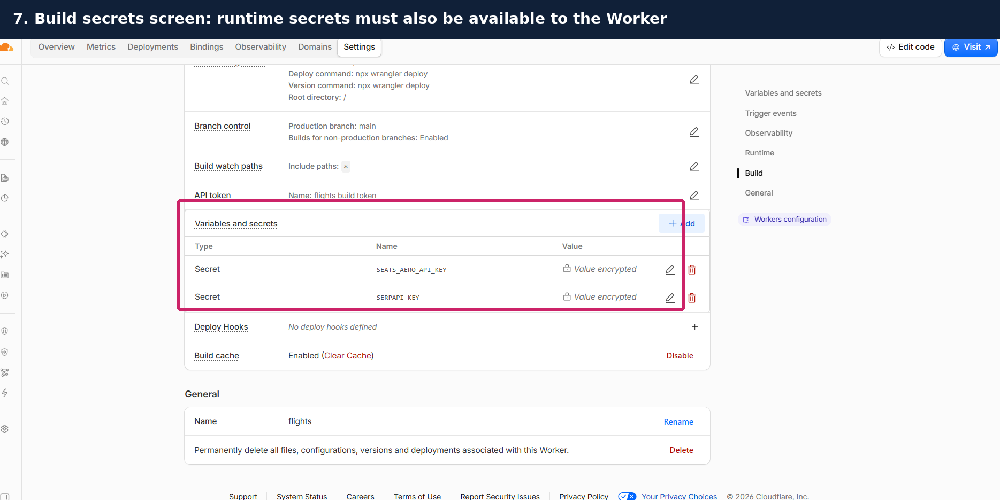 7. Build secrets screen: runtime secrets must also be available to the Worker
Overview Metrics Deployments Bindings Observability Domains Settings
Edit code Visit
Deploy command: npx wrangler deploy
Version command: npx wrangler deploy
Root directory: /
Branch control
Production branch: main
Builds for non-production branches: Enabled
Build watch paths
Include paths: *
API token
Name: flights build token
Variables and secrets
+ Add
Type Name Value
Secret SEATS_AERO_API_KEY Value encrypted
Secret SERPAPI_KEY Value encrypted
Deploy Hooks
No deploy hooks defined
Build cache
Enabled (Clear Cache)
Disable
General
Name flights Rename
Permanently delete all files, configurations, versions and deployments associated with this Worker. Delete
Variables and secrets
Trigger events
Observability
Runtime
Build
General
Workers configuration
Support System Status Careers Terms of Use Report Security Issues Privacy Policy Your Privacy Choices © 2026 Cloudflare, Inc.